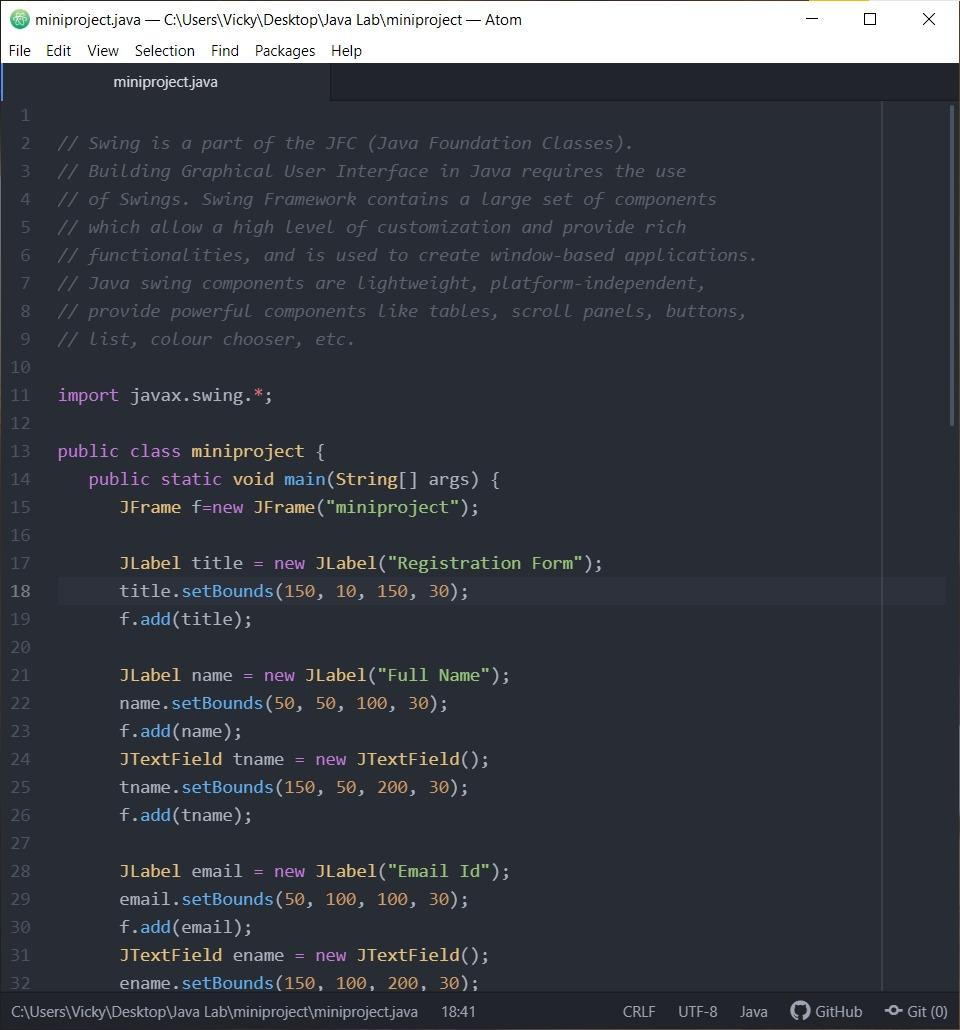 miniproject.java — C:\Users\Vicky\Desktop\Java Lab\miniproject — Atom
File Edit View Selection Find Packages Help
miniproject.java
1
2 // Swing is a part of the JFC (Java Foundation Classes).
3 // Building Graphical User Interface in Java requires the use
4 // of Swings. Swing Framework contains a large set of components
5 // which allow a high level of customization and provide rich
6 // functionalities, and is used to create window-based applications.
7 // Java swing components are lightweight, platform-independent,
8 // provide powerful components like tables, scroll panels, buttons,
9 // list, colour chooser, etc.
10
11 import javax.swing.*;
12
13 public class miniproject {
14 public static void main(String[] args) {
15 JFrame f=new JFrame("miniproject");
16
17 JLabel title = new JLabel("Registration Form");
18 title.setBounds(150, 10, 150, 30);
19 f.add(title);
20
21 JLabel name = new JLabel("Full Name");
22 name.setBounds(50, 50, 100, 30);
23 f.add(name);
24 JTextField tname = new JTextField();
25 tname.setBounds(150, 50, 200, 30);
26 f.add(tname);
27
28 JLabel email = new JLabel("Email Id");
29 email.setBounds(50, 100, 100, 30);
30 f.add(email);
31 JTextField ename = new JTextField();
32 ename.setBounds(150, 100, 200, 30);
C:\Users\Vicky\Desktop\Java Lab\miniproject\miniproject.java 18:41 CRLF UTF-8 Java GitHub Git (0)